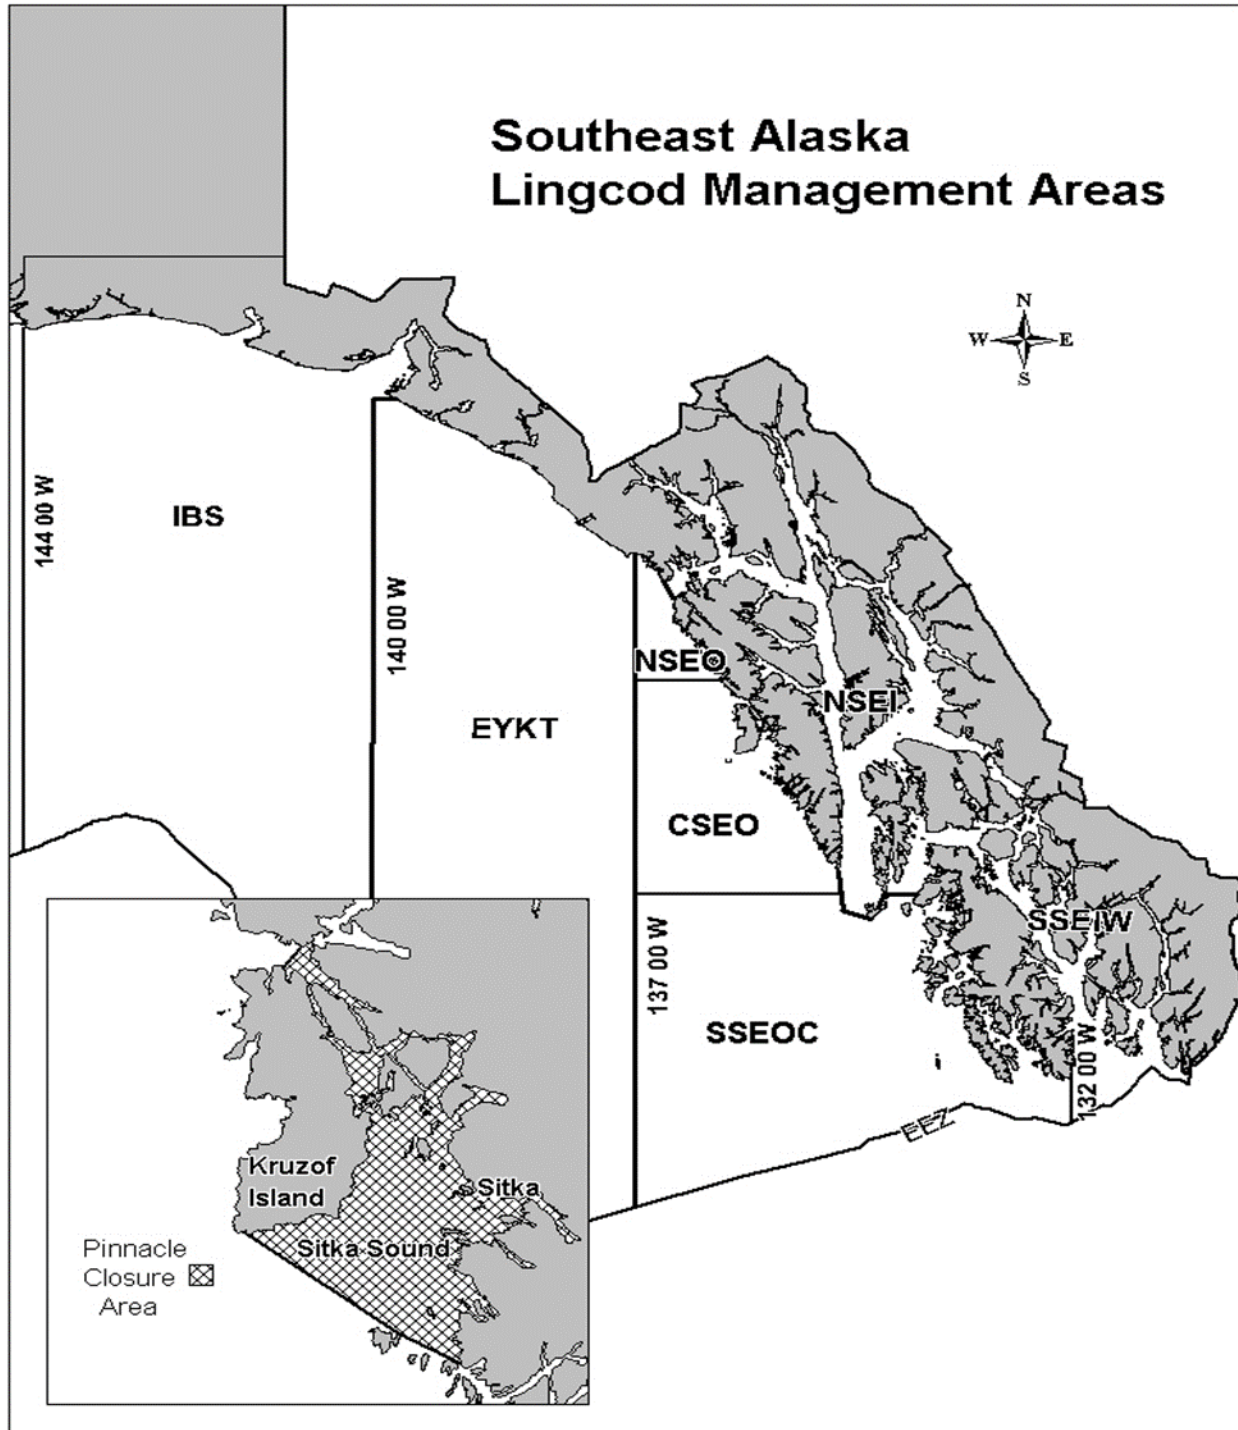 Southeast Alaska
Lingcod Management Areas
N
W E
S
144 00 W
IBS
140 00 W
NSEO
NSEI
EYKT
CSEO
137 00 W
SSEIW
SSEOC
132 00 W
EEZ
Kruzof
Island
Sitka
Sitka Sound
Pinnacle
Closure
Area